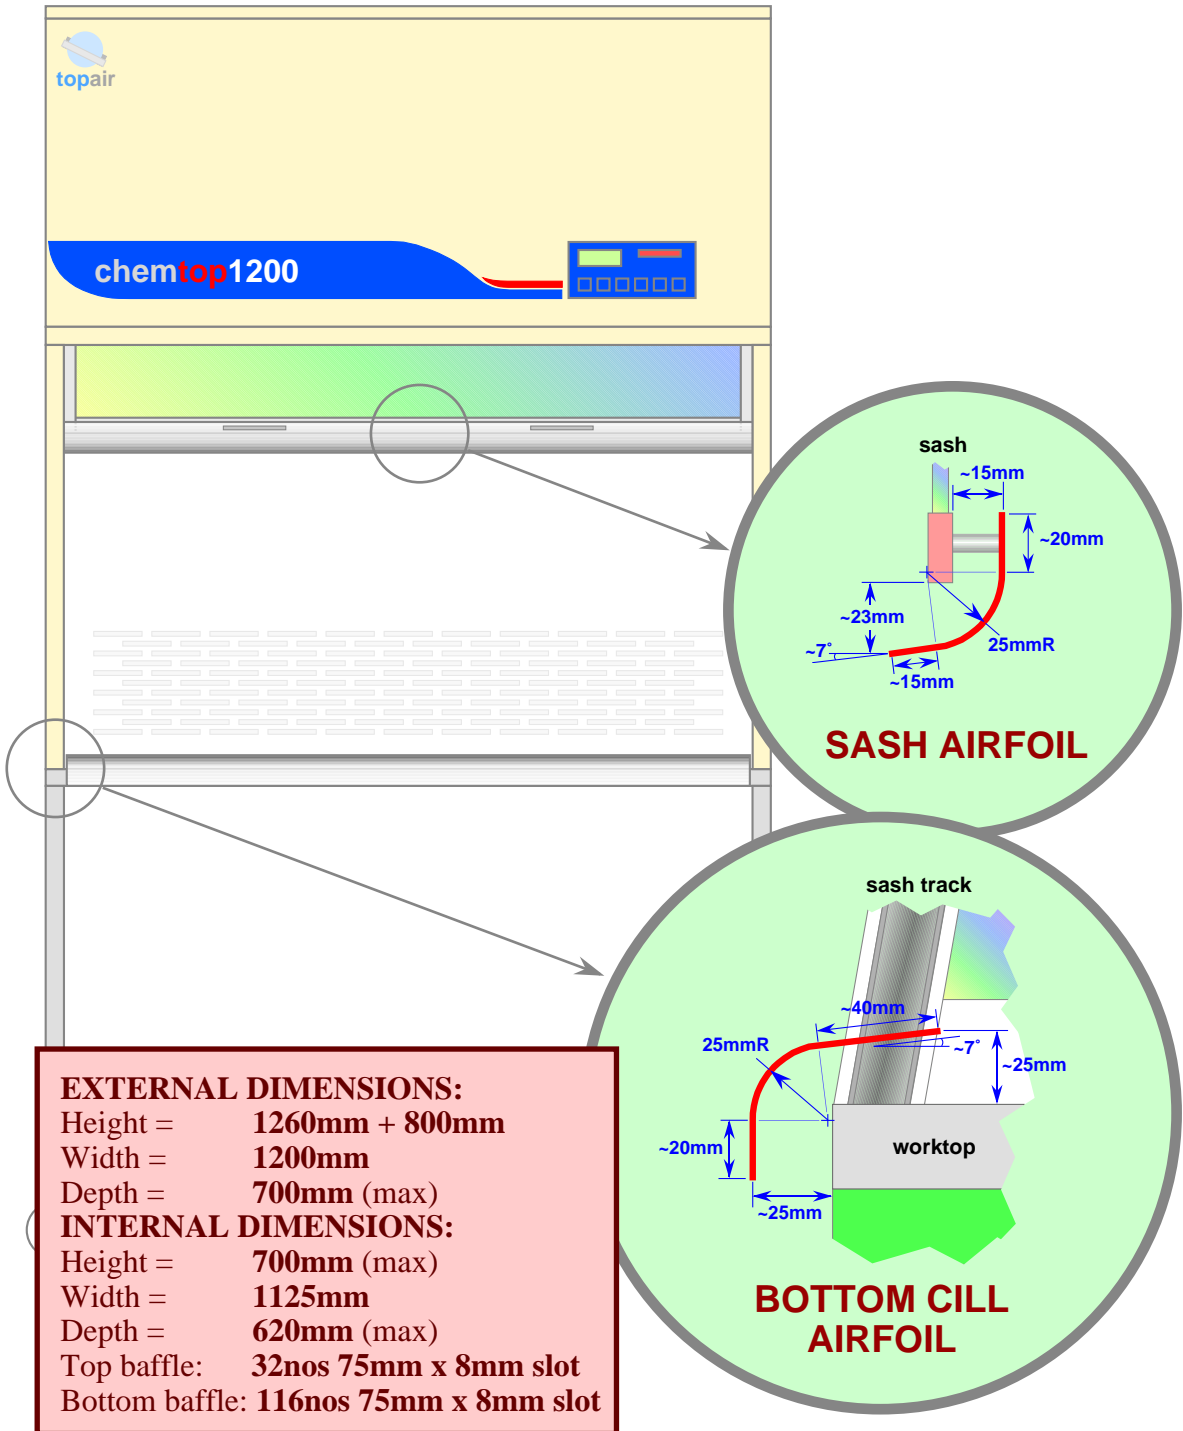 topair
chemtop1200
sash
~15mm
~20mm
~23mm
25mmR
~7°
~15mm
SASH AIRFOIL
sash track
~40mm
25mmR
~7°
~25mm
~20mm
worktop
~25mm
BOTTOM CILL
AIRFOIL
EXTERNAL DIMENSIONS:
Height = 1260mm + 800mm
Width = 1200mm
Depth = 700mm (max)
INTERNAL DIMENSIONS:
Height = 700mm (max)
Width = 1125mm
Depth = 620mm (max)
Top baffle: 32nos 75mm x 8mm slot
Bottom baffle: 116nos 75mm x 8mm slot